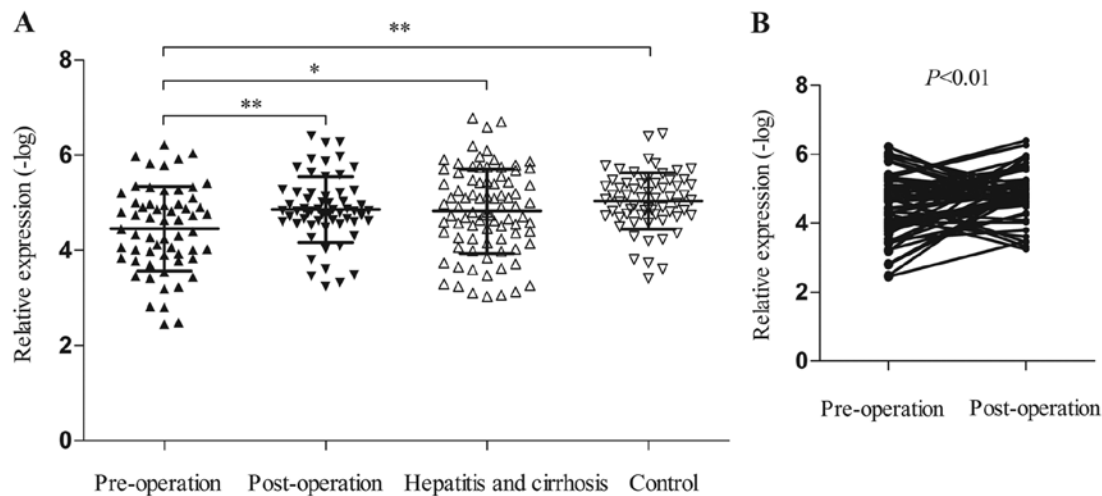 A
Relative expression (-log)
8
6
4
2
0
**
*
**
Pre-operation Post-operation Hepatitis and cirrhosis Control
B
P<0.01
Relative expression (-log)
8
6
4
2
0
Pre-operation Post-operation